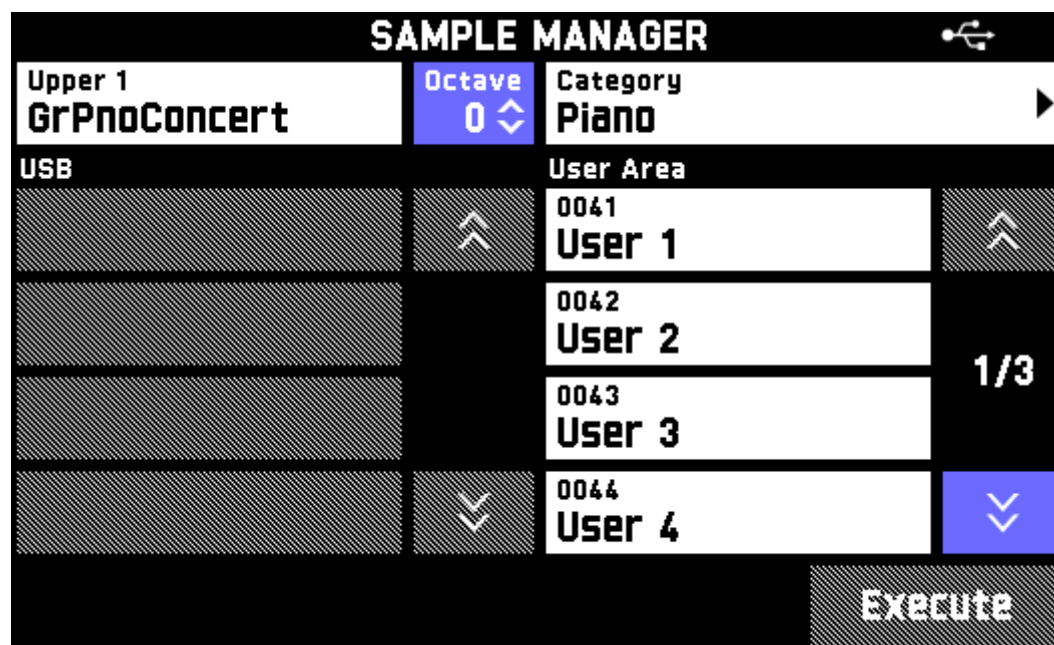 SAMPLE MANAGER
Upper 1
GrPnoConcert
Octave
0
Category
Piano
USB
User Area
0041
User 1
0042
User 2
0043
User 3
0044
User 4
1/3
Execute